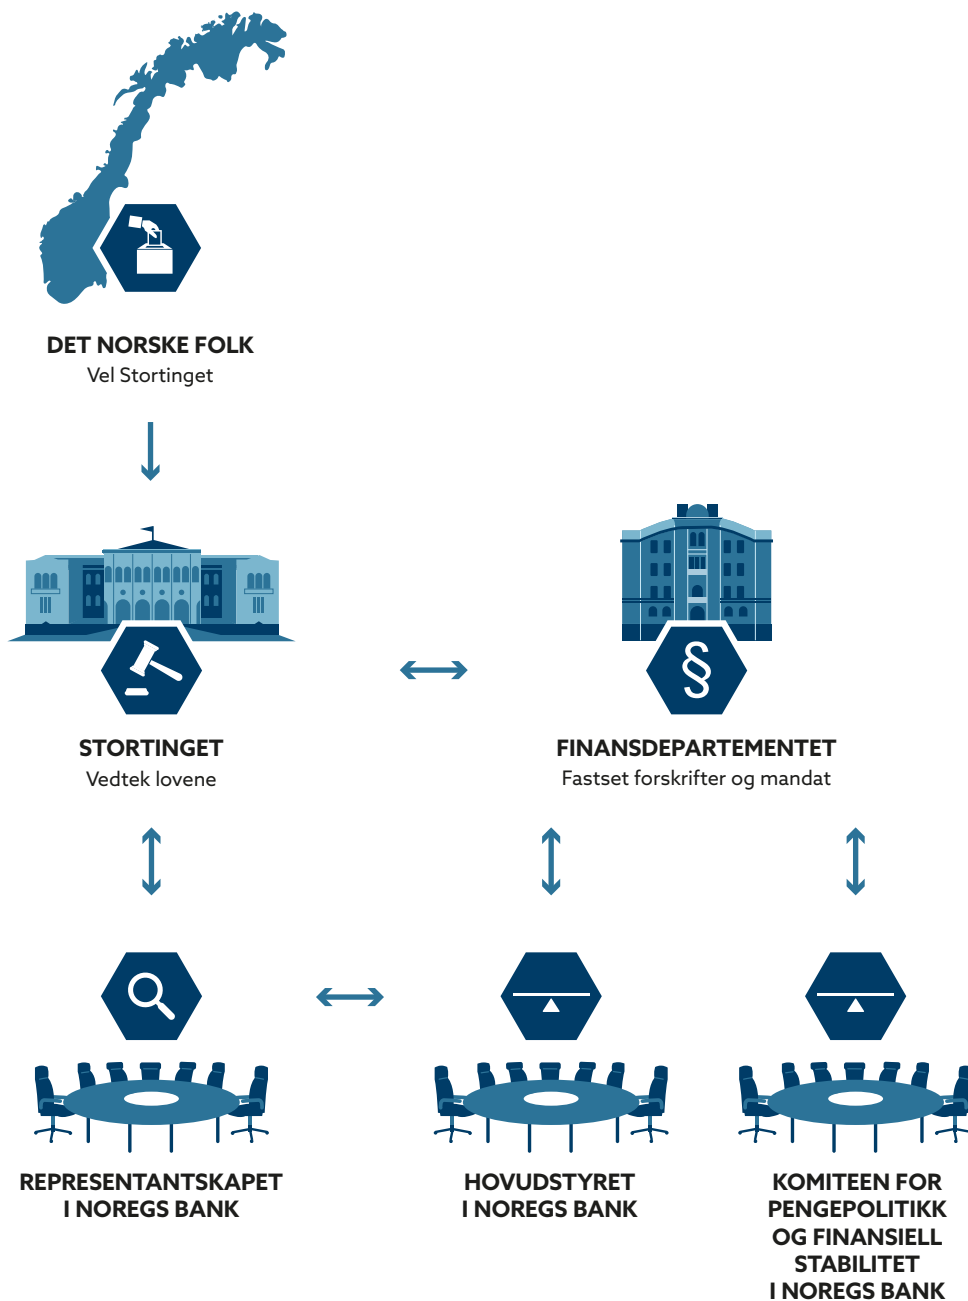 DET NORSKE FOLK
Vel Stortinget
§
STORTINGET
Vedtek lovene
FINANSDEPARTEMENTET
Fastset forskrifter og mandat
REPRESENTANTSKAPET
I NOREGS BANK
HOVUDSTYRET
I NOREGS BANK
KOMITEEN FOR
PENGEPOLITIKK
OG FINANSIELL
STABILITET
I NOREGS BANK